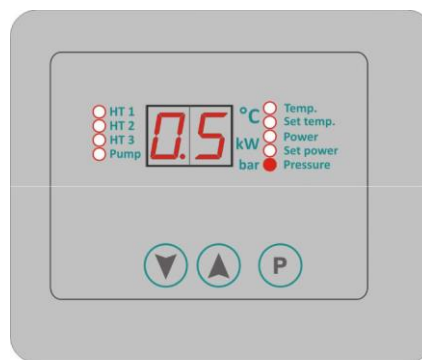 HT 1
HT 2
HT 3
Pump
0.5
°C
kW
bar
Temp.
Set temp.
Power
Set power
Pressure
P